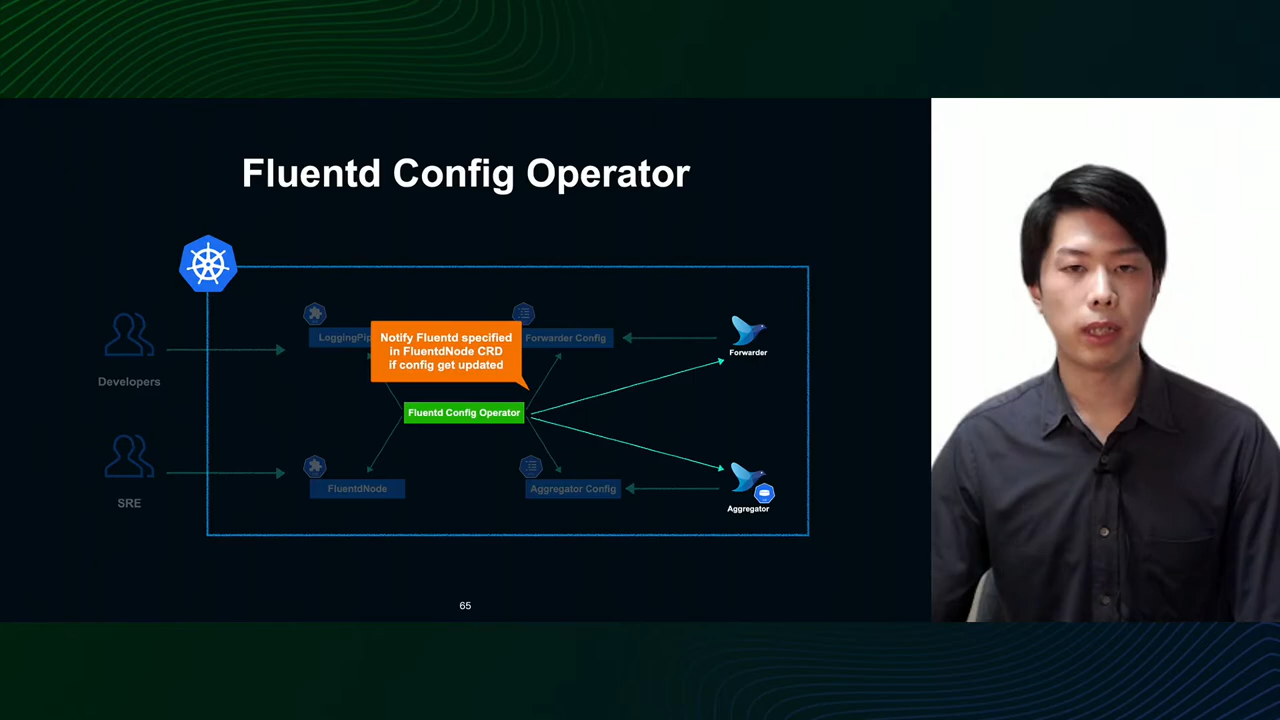 Fluentd Config Operator
LoggingPip
Notify Fluentd specified
in FluentdNode CRD
if config get updated
Forwarder Config
Forwarder
Developers
Fluentd Config Operator
FluentdNode
Aggregator Config
SRE
Aggregator
65